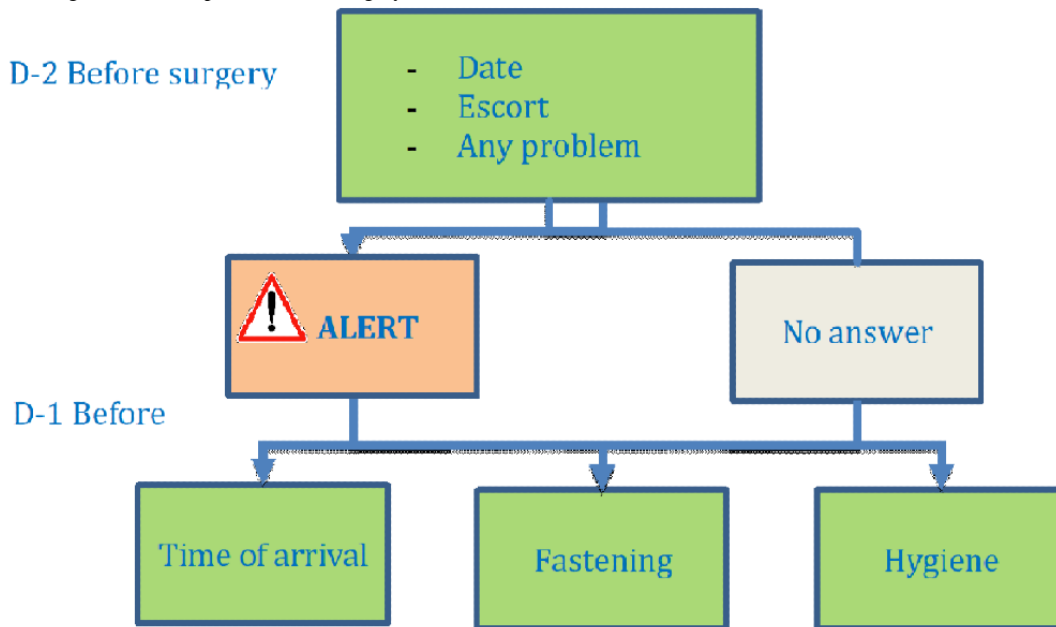 D-2 Before surgery
- Date
- Escort
- Any problem
ALERT
No answer
D-1 Before
Time of arrival
Fastening
Hygiene